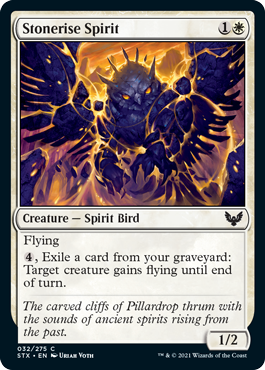 Stonerise Spirit 1
Creature — Spirit Bird
Flying
4, Exile a card from your graveyard:
Target creature gains flying until end
of turn.
The carved cliffs of Pillardrop thrum with
the sounds of ancient spirits rising from
the past.
1/2
032/275 C
STX • EN Uriah Voth
™ & © 2021 Wizards of the Coast